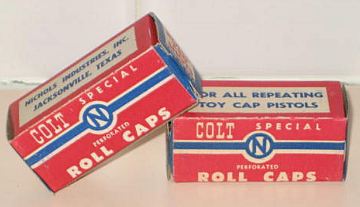 NICHOLS INDUSTRIES, INC.
JACKSONVILLE, TEXAS
COLT SPECIAL
N
PERFORATED
ROLL CAPS
FOR ALL REPEATING
TOY CAP PISTOLS
COLT SPECIAL
N
PERFORATED
ROLL CAPS